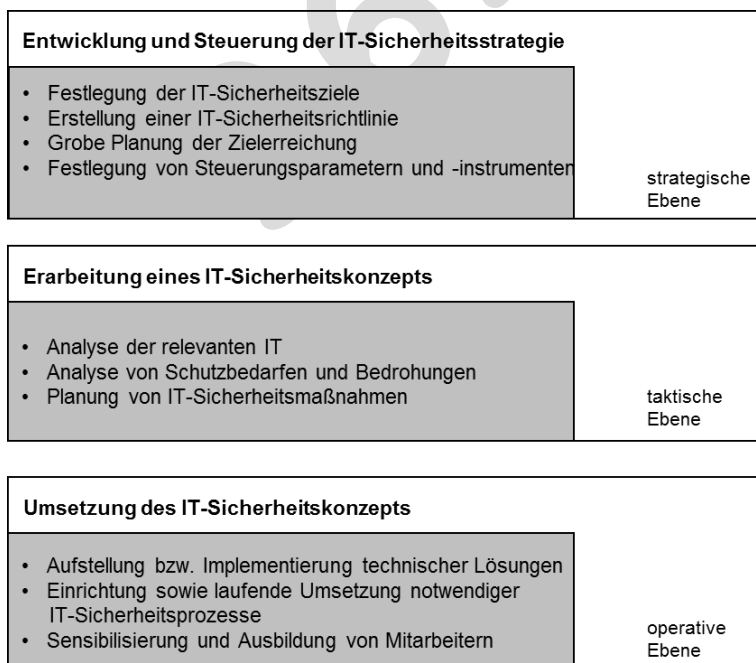 Entwicklung und Steuerung der IT-Sicherheitsstrategie
• Festlegung der IT-Sicherheitsziele
• Erstellung einer IT-Sicherheitsrichtlinie
• Grobe Planung der Zielerreichung
• Festlegung von Steuerungsparametern und -instrumenten
strategische
Ebene
Erarbeitung eines IT-Sicherheitskonzepts
• Analyse der relevanten IT
• Analyse von Schutzbedarfen und Bedrohungen
• Planung von IT-Sicherheitsmaßnahmen
taktische
Ebene
Umsetzung des IT-Sicherheitskonzepts
• Aufstellung bzw. Implementierung technischer Lösungen
• Einrichtung sowie laufende Umsetzung notwendiger
IT-Sicherheitsprozesse
• Sensibilisierung und Ausbildung von Mitarbeitern
operative
Ebene